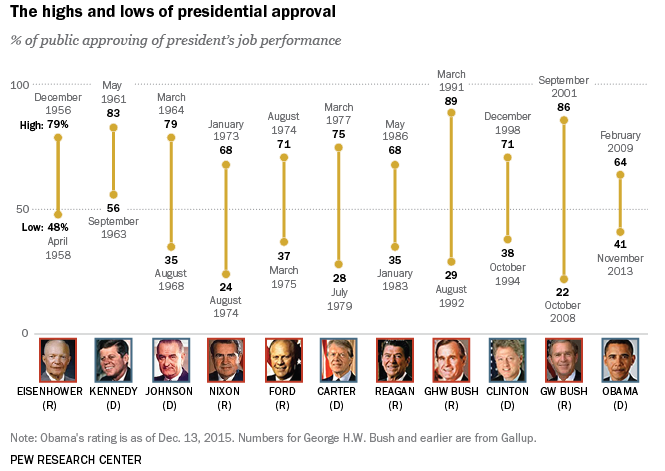 The highs and lows of presidential approval
% of public approving of president's job performance
100
December
1956
High: 79%
May
1961
83
March
1964
79
January
1973
68
August
1974
71
March
1977
75
May
1986
68
March
1991
89
December
1998
71
September
2001
86
February
2009
64
50
Low: 48%
April
1958
56
September
1963
35
August
1968
24
August
1974
37
March
1975
28
July
1979
35
January
1983
29
August
1992
38
October
1994
22
October
2008
41
November
2013
0
EISENHOWER
(R)
KENNEDY
(D)
JOHNSON
(D)
NIXON
(R)
FORD
(R)
CARTER
(D)
REAGAN
(R)
GHW BUSH
(R)
CLINTON
(D)
GW BUSH
(R)
OBAMA
(D)
Note: Obama's rating is as of Dec. 13, 2015. Numbers for George H.W. Bush and earlier are from Gallup.
PEW RESEARCH CENTER